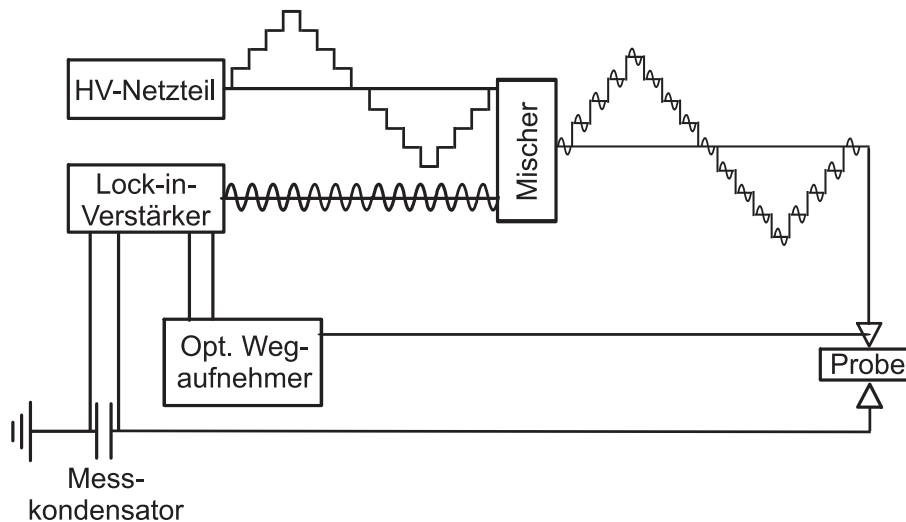 HV-Netzteil
Mischer
Lock-in-
Verstärker
Opt. Weg-
aufnehmer
Probe
Mess-
kondensator